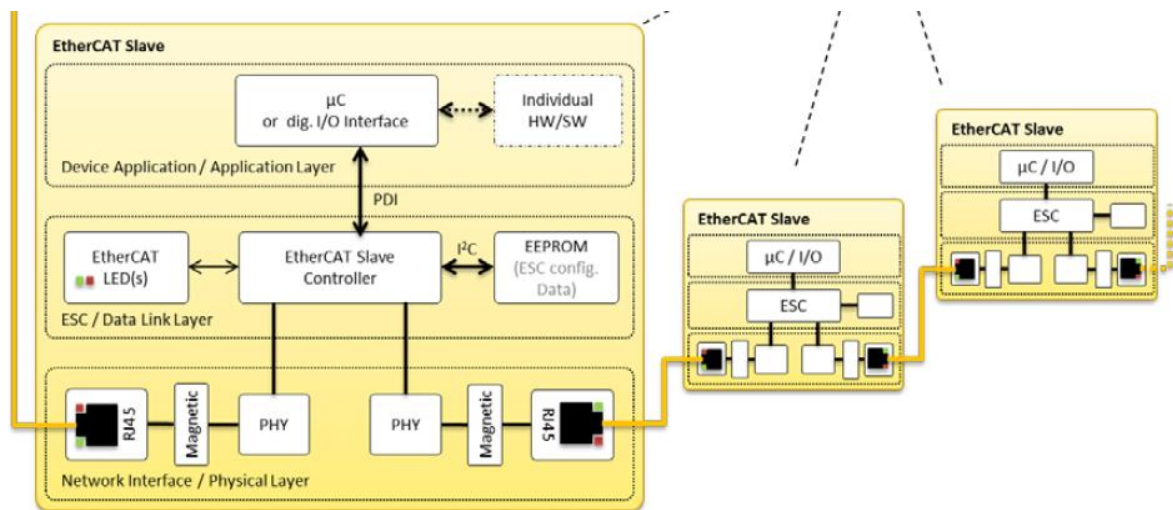 EtherCAT Slave
µC
or dig. I/O Interface
Individual
HW/SW
Device Application / Application Layer
PDI
EtherCAT
LED(s)
EtherCAT Slave
Controller
I²C
EEPROM
(ESC config.
Data)
ESC / Data Link Layer
RJ45
Magnetic
PHY
PHY
Magnetic
RJ45
Network Interface / Physical Layer
EtherCAT Slave
µC / I/O
ESC
EtherCAT Slave
µC / I/O
ESC